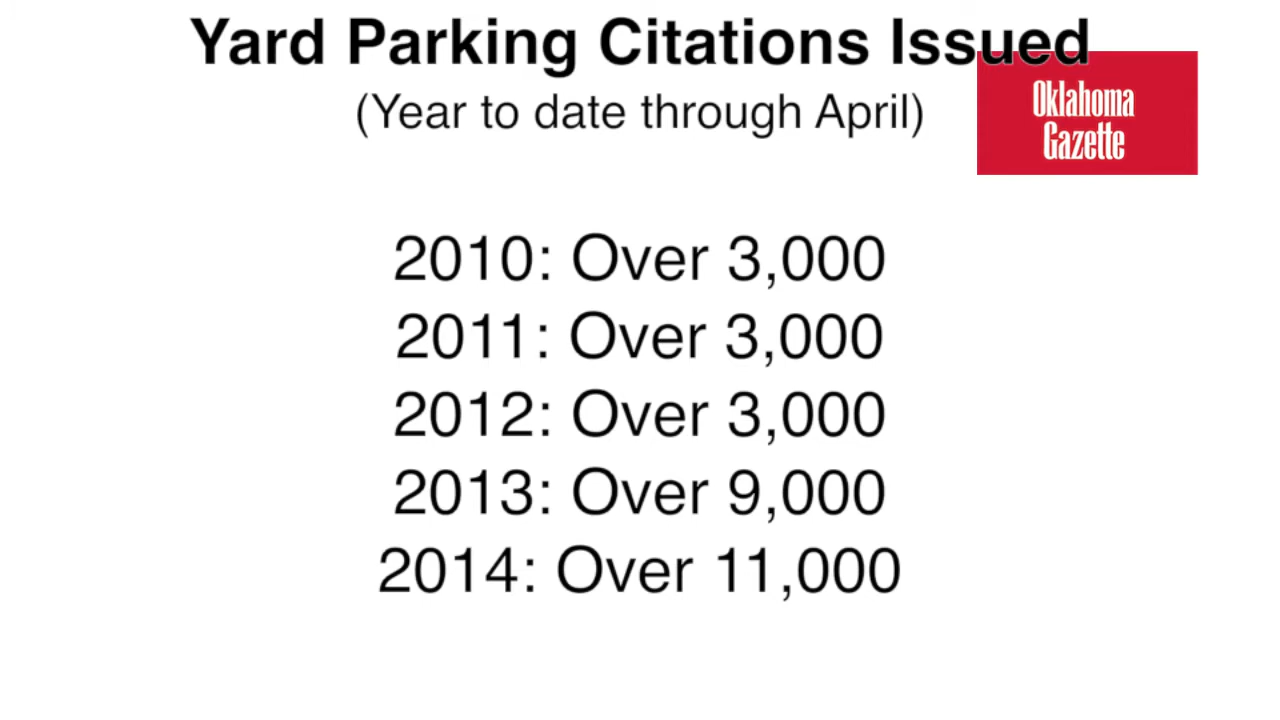 Yard Parking Citations Issued
(Year to date through April)
Oklahoma
Gazette
2010: Over 3,000
2011: Over 3,000
2012: Over 3,000
2013: Over 9,000
2014: Over 11,000